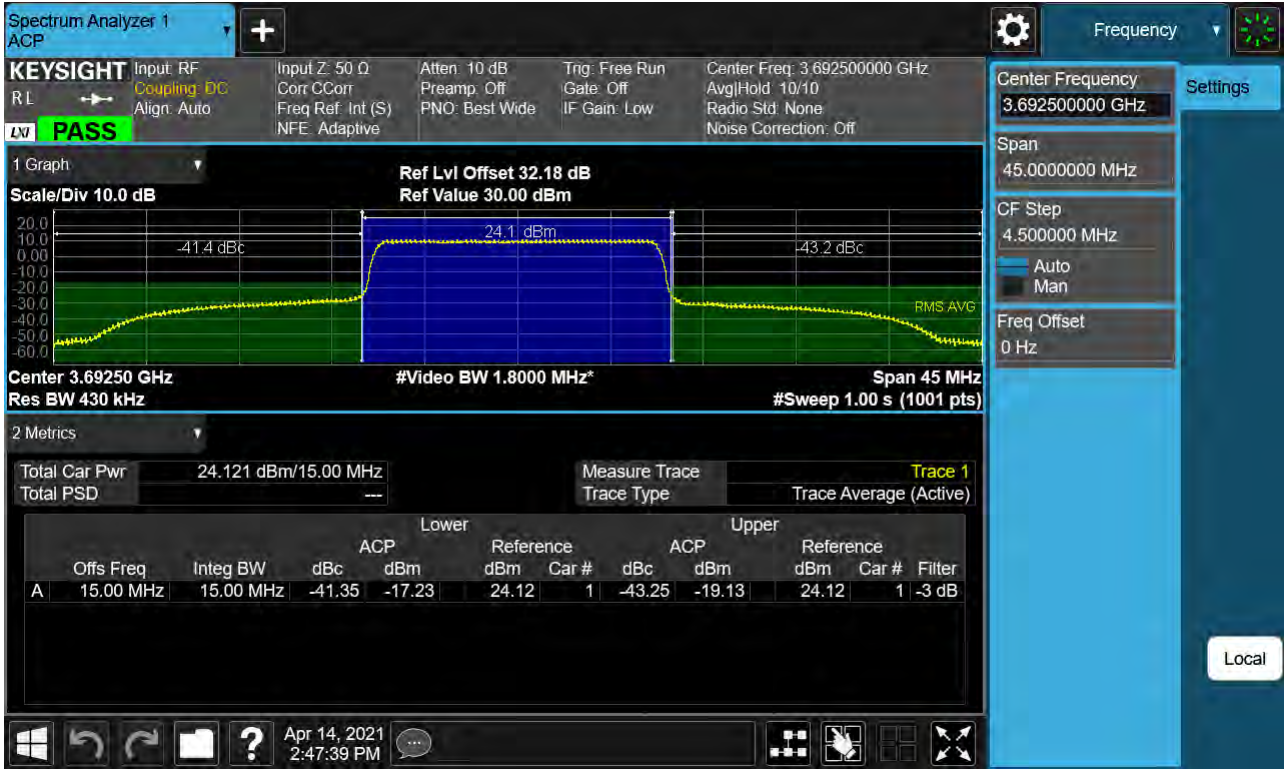 Spectrum Analyzer 1
ACP
+
Frequency
KEYSIGHT
RL
LXI PASS
Input: RF
Coupling: DC
Align: Auto
Input Z: 50 Ω
Corr CCorr
Freq Ref: Int (S)
NFE: Adaptive
Atten: 10 dB
Preamp: Off
PNO: Best Wide
Trig: Free Run
Gate: Off
IF Gain: Low
Center Freq: 3.692500000 GHz
Avg|Hold: 10/10
Radio Std: None
Noise Correction: Off
Center Frequency
3.692500000 GHz
Settings
Span
45.0000000 MHz
CF Step
4.500000 MHz
Auto
Man
Freq Offset
0 Hz
Local
1 Graph
Scale/Div 10.0 dB
Ref Lvl Offset 32.18 dB
Ref Value 30.00 dBm
20.0
10.0
0.00
-10.0
-20.0
-30.0
-40.0
-50.0
-60.0
-41.4 dBc
24.1 dBm
-43.2 dBc
RMS AVG
Center 3.69250 GHz #Video BW 1.8000 MHz* Span 45 MHz
Res BW 430 kHz #Sweep 1.00 s (1001 pts)
2 Metrics
Total Car Pwr 24.121 dBm/15.00 MHz Measure Trace Trace 1
Total PSD --- Trace Type Trace Average (Active)
Lower Upper
ACP Reference ACP Reference
Offs Freq Integ BW dBc dBm dBm Car # dBc dBm dBm Car # Filter
A 15.00 MHz 15.00 MHz -41.35 -17.23 24.12 1 -43.25 -19.13 24.12 1 -3 dB
?
Apr 14, 2021
2:47:39 PM